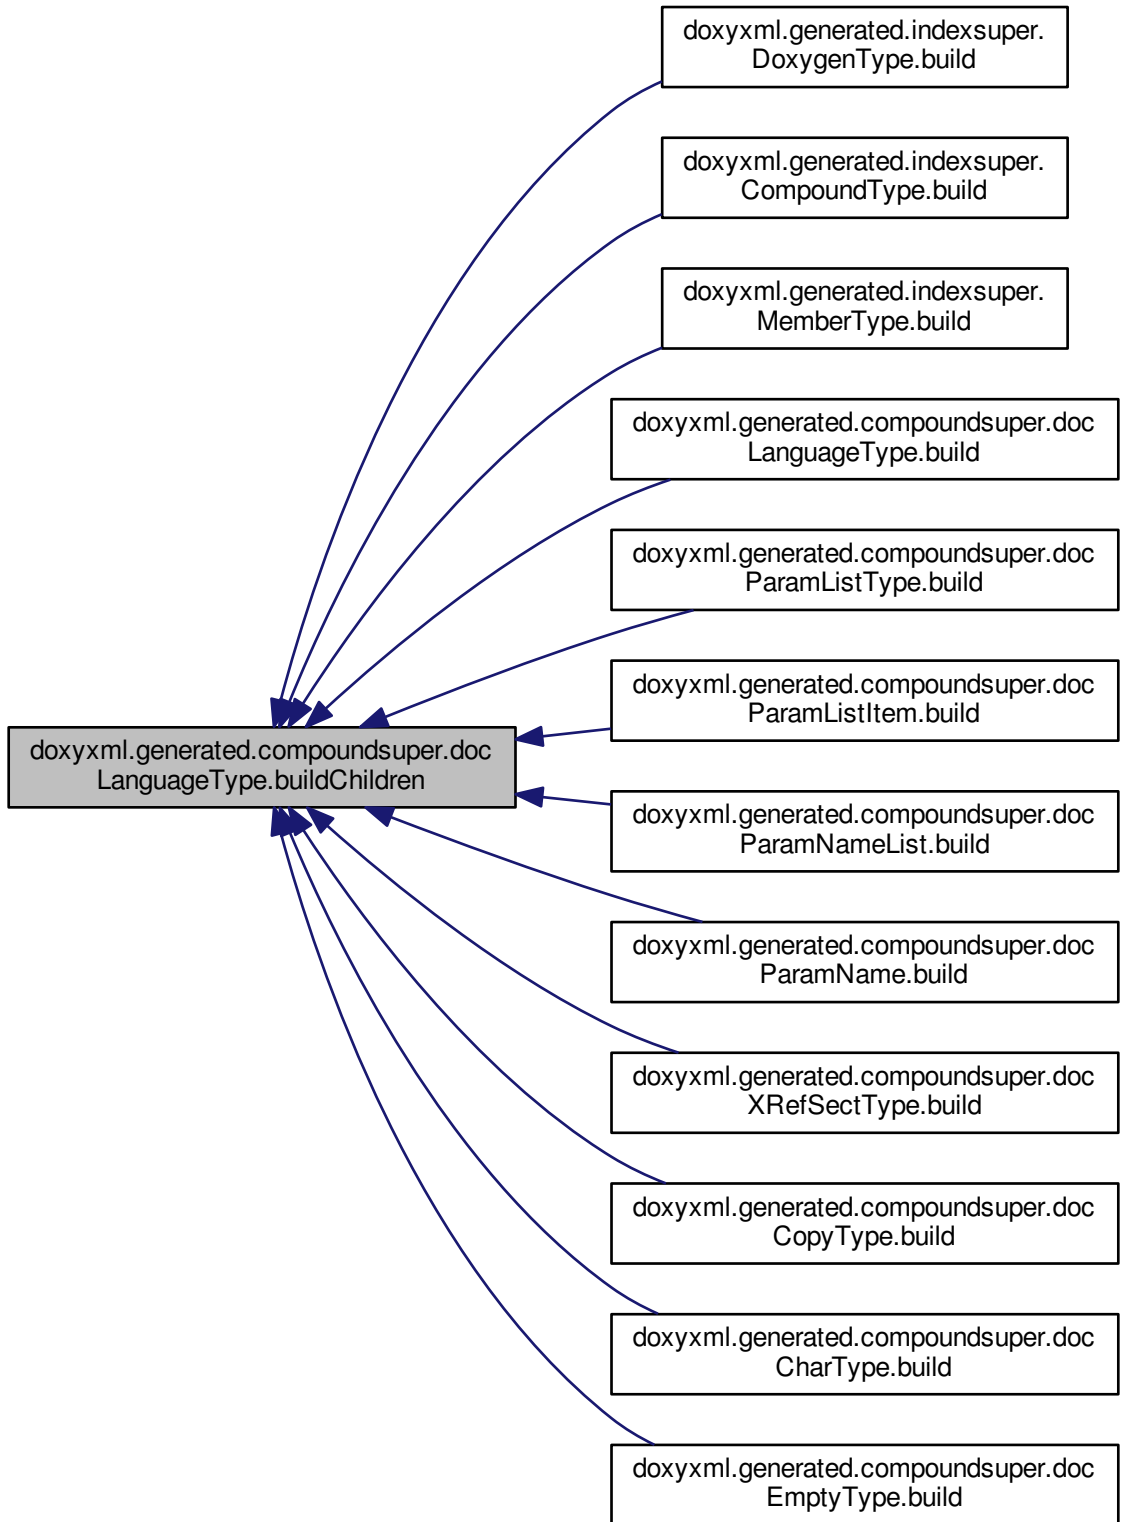 doxyxml.generated.indexsuper.
DoxygenType.build
doxyxml.generated.indexsuper.
CompoundType.build
doxyxml.generated.indexsuper.
MemberType.build
doxyxml.generated.compoundsuper.doc
LanguageType.build
doxyxml.generated.compoundsuper.doc
ParamListType.build
doxyxml.generated.compoundsuper.doc
ParamListItem.build
doxyxml.generated.compoundsuper.doc
LanguageType.buildChildren
doxyxml.generated.compoundsuper.doc
ParamNameList.build
doxyxml.generated.compoundsuper.doc
ParamName.build
doxyxml.generated.compoundsuper.doc
XRefSectType.build
doxyxml.generated.compoundsuper.doc
CopyType.build
doxyxml.generated.compoundsuper.doc
CharType.build
doxyxml.generated.compoundsuper.doc
EmptyType.build